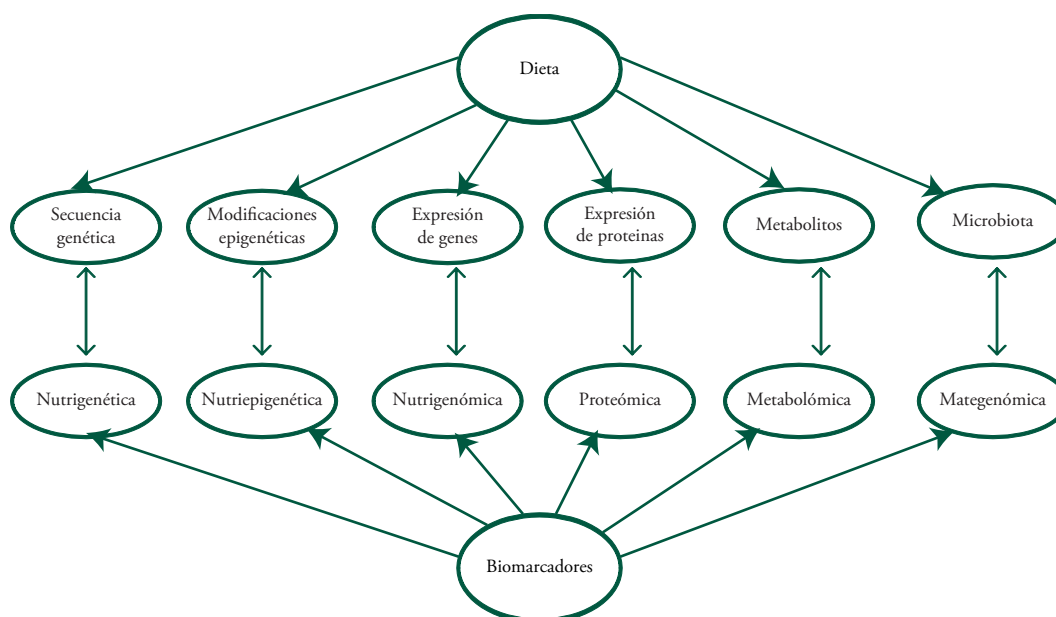 Dieta
Secuencia
genética
Modificaciones
epigenéticas
Expresión
de genes
Expresión
de proteinas
Metabolitos
Microbiota
Nutrigenética
Nutriepigenética
Nutrigenómica
Proteómica
Metabolómica
Mategenómica
Biomarcadores